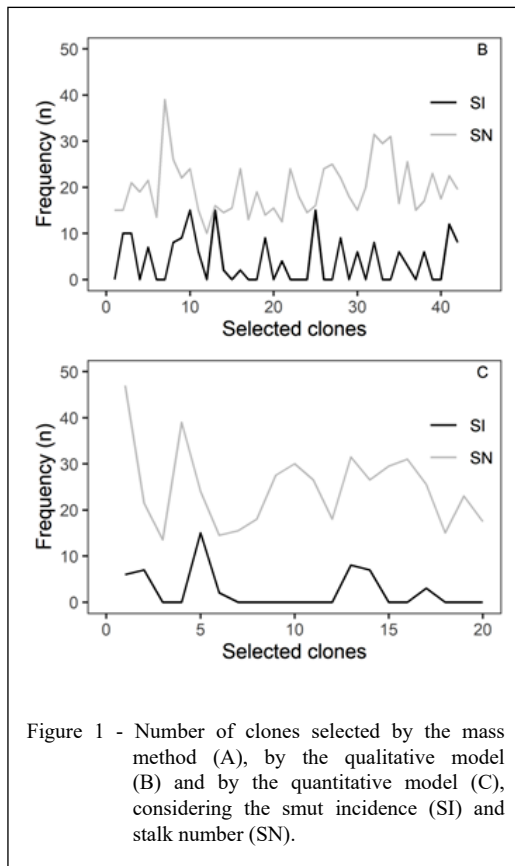 B
50
40
30
20
10
0
Frequency (n)
SI
SN
0 10 20 30 40
Selected clones
C
50
40
30
20
10
0
Frequency (n)
SI
SN
0 5 10 15 20
Selected clones
Figure 1 - Number of clones selected by the mass
method (A), by the qualitative model
(B) and by the quantitative model (C),
considering the smut incidence (SI) and
stalk number (SN).